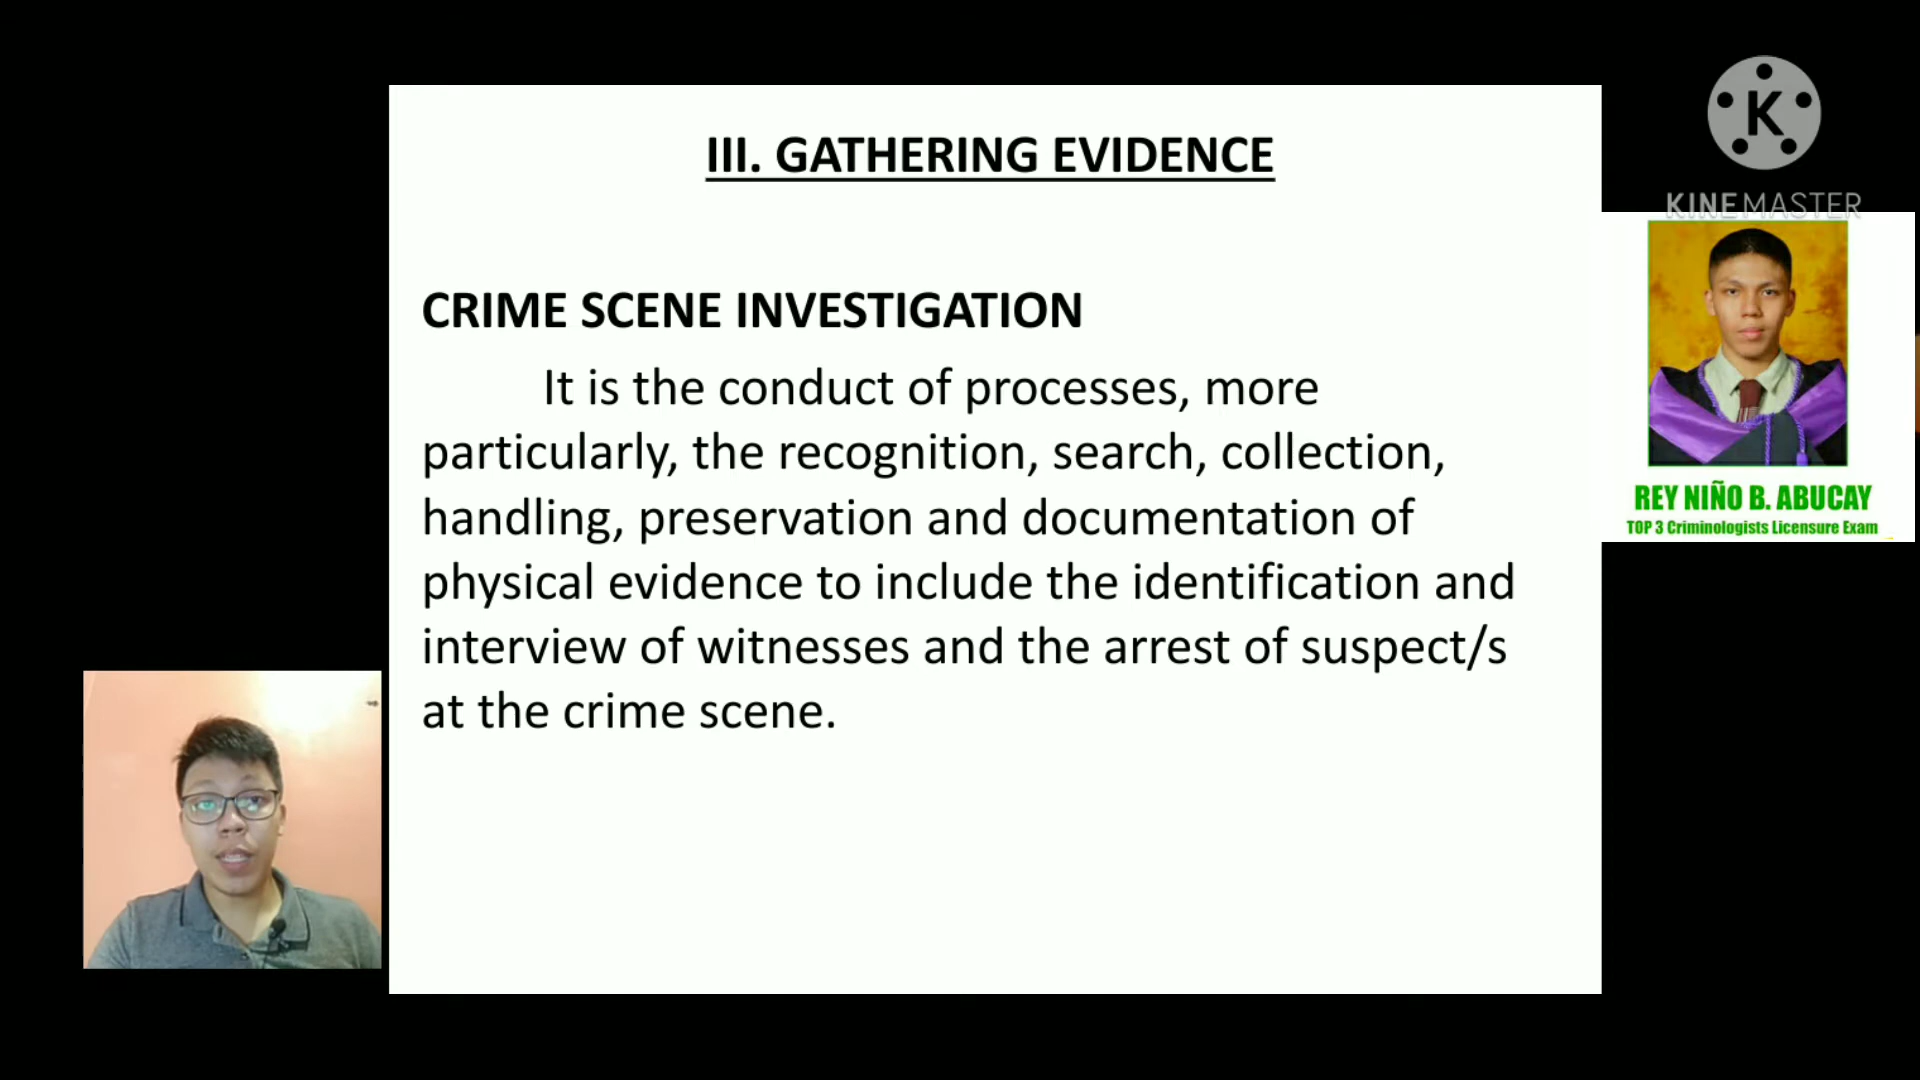 III. GATHERING EVIDENCE
CRIME SCENE INVESTIGATION
It is the conduct of processes, more
particularly, the recognition, search, collection,
handling, preservation and documentation of
physical evidence to include the identification and
interview of witnesses and the arrest of suspect/s
at the crime scene.
K
KINEMASTER
REY NIÑO B. ABUCAY
TOP 3 Criminologists Licensure Exam